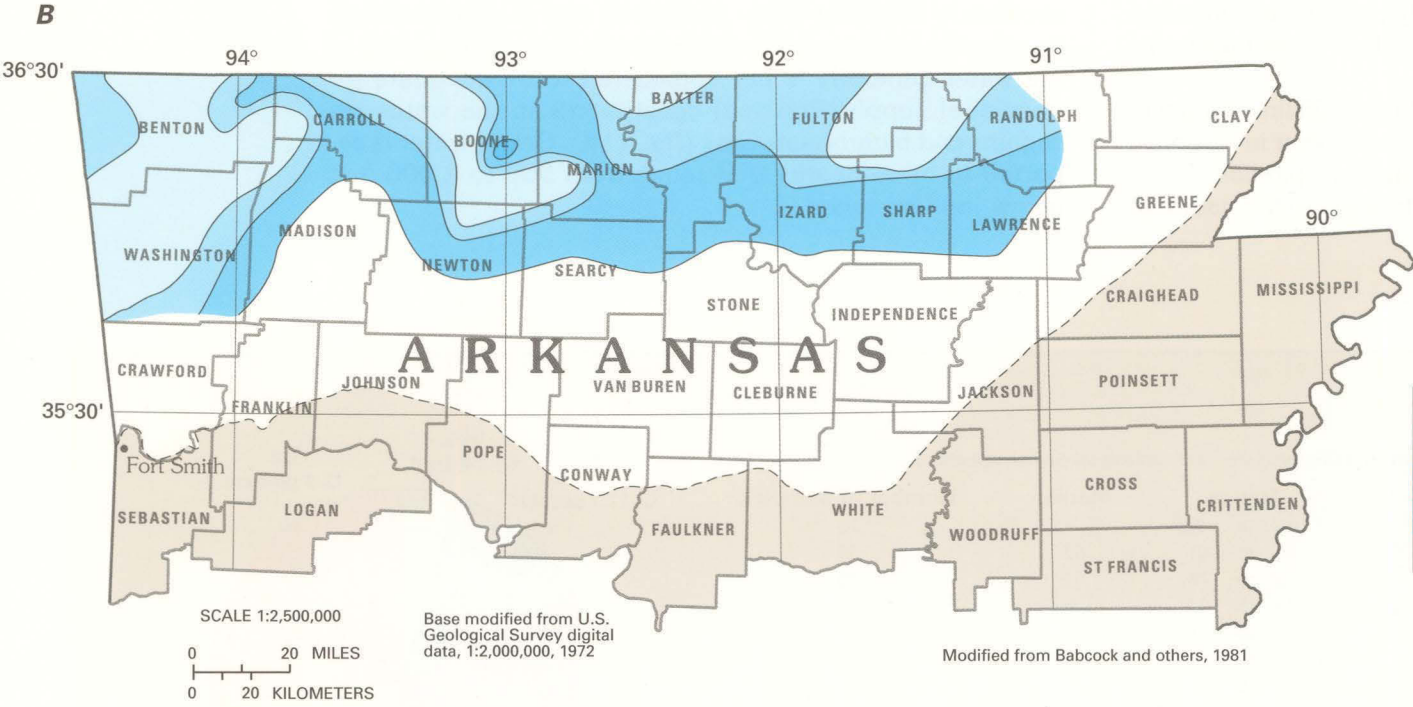 B
94° 93° 92° 91°
36°30'
BAXTER
BENTON CARROLL BOONE FULTON RANDOLPH CLAY
MARION
IZARD SHARP GREENE
MADISON LAWRENCE 90°
WASHINGTON NEWTON SEARCY
CRAIGHEAD MISSISSIPPI
STONE INDEPENDENCE
ARKANSAS
CRAWFORD JOHNSON VAN BUREN CLEBURNE JACKSON POINSETT
35°30' FRANKLIN
Fort Smith POPE CONWAY
CROSS
SEBASTIAN LOGAN FAULKNER WHITE WOODRUFF CRITTENDEN
ST FRANCIS
SCALE 1:2,500,000
0 20 MILES
0 20 KILOMETERS
Base modified from U.S.
Geological Survey digital
data, 1:2,000,000, 1972
Modified from Babcock and others, 1981